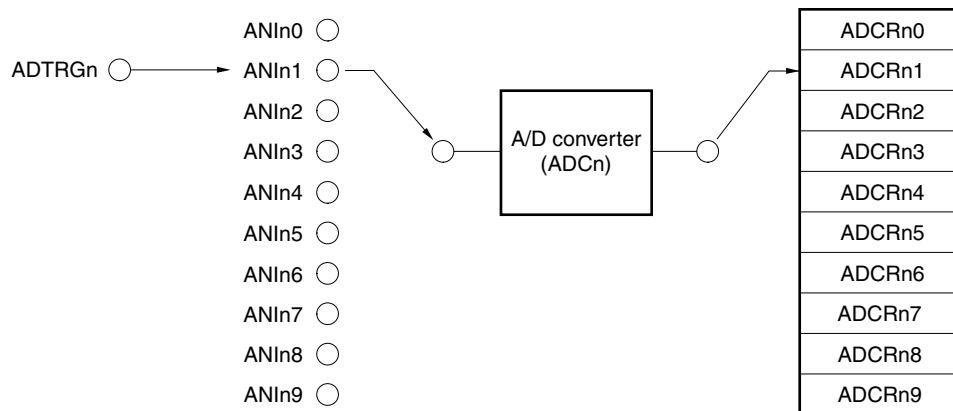 ADTRGn
ANIn0
ANIn1
ANIn2
ANIn3
ANIn4
ANIn5
ANIn6
ANIn7
ANIn8
ANIn9
A/D converter
(ADCn)
ADCRn0
ADCRn1
ADCRn2
ADCRn3
ADCRn4
ADCRn5
ADCRn6
ADCRn7
ADCRn8
ADCRn9